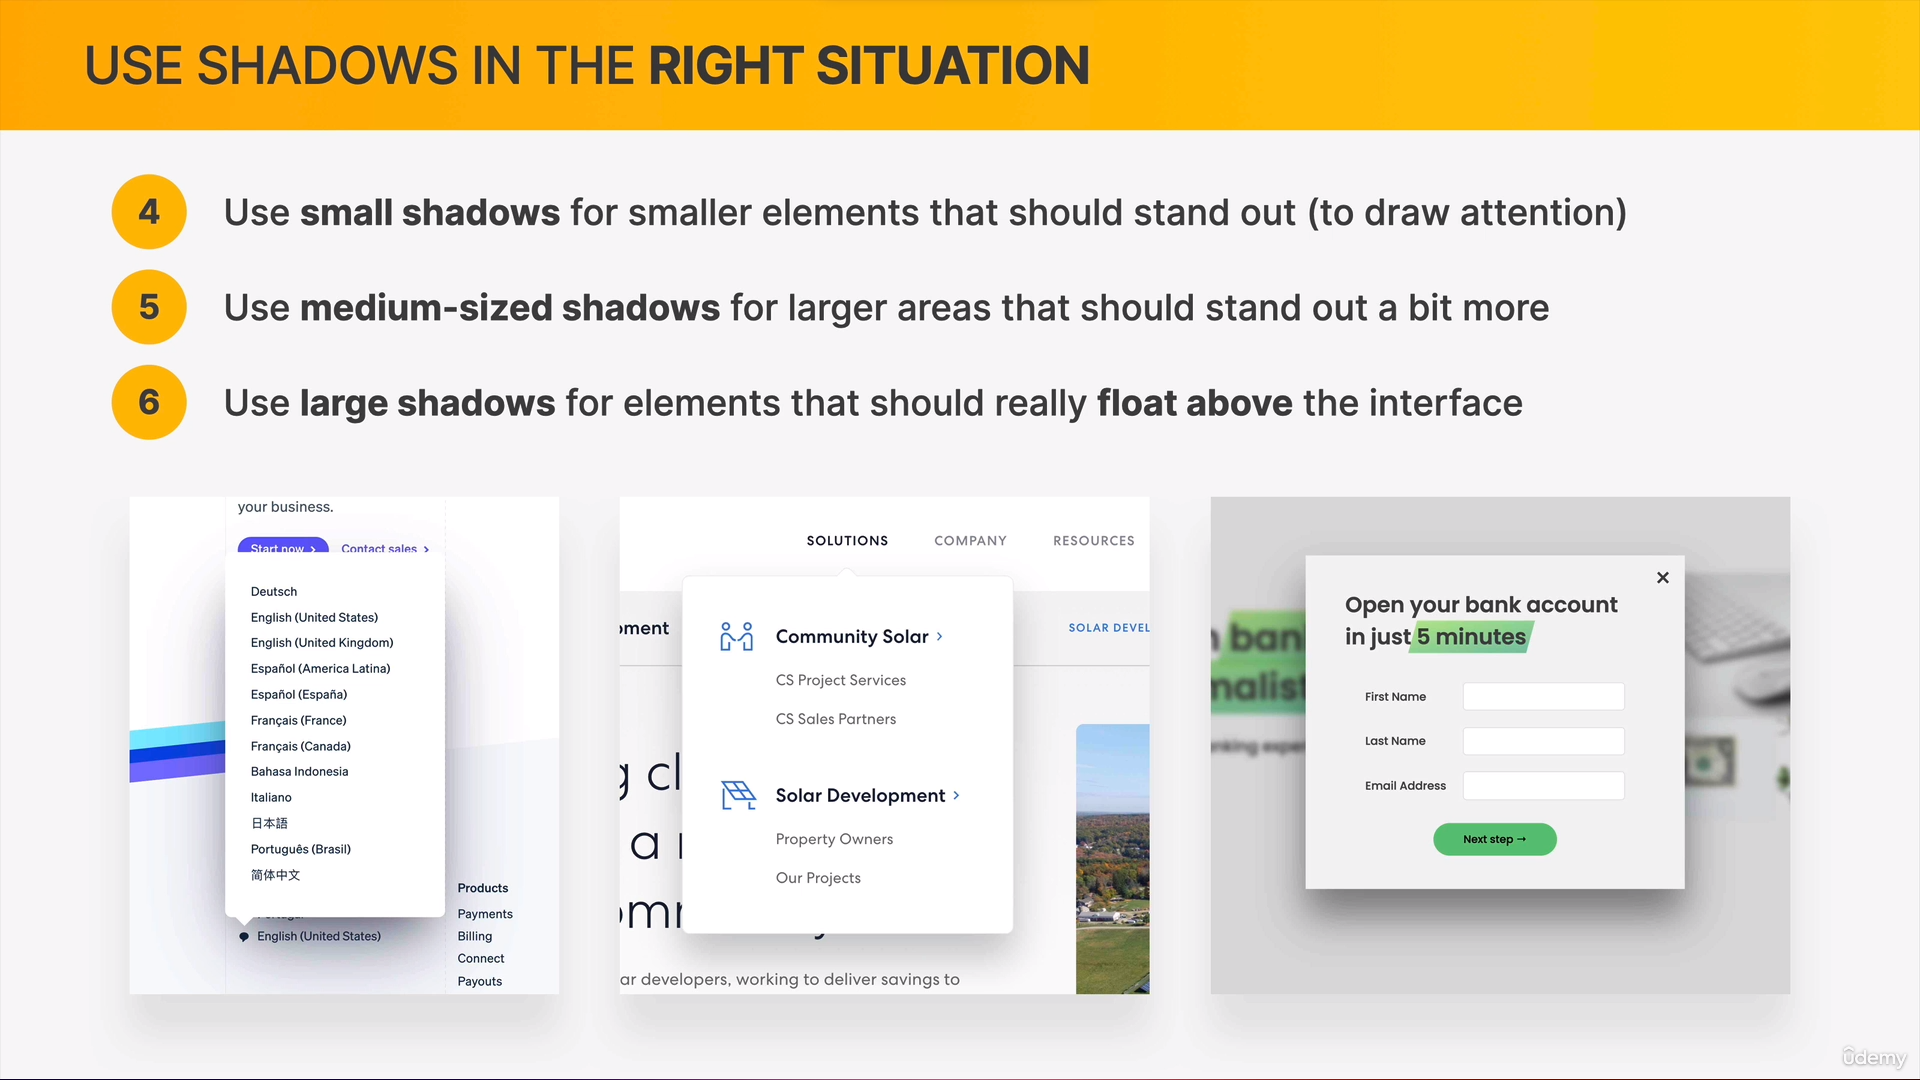 USE SHADOWS IN THE RIGHT SITUATION
4 Use small shadows for smaller elements that should stand out (to draw attention)
5 Use medium-sized shadows for larger areas that should stand out a bit more
6 Use large shadows for elements that should really float above the interface
your business.
Start now › Contact sales ›
Deutsch
English (United States)
English (United Kingdom)
Español (America Latina)
Español (España)
Français (France)
Français (Canada)
Bahasa Indonesia
Italiano
日本語
Português (Brasil)
简体中文
English (United States)
Products
Payments
Billing
Connect
Payouts
SOLUTIONS COMPANY RESOURCES
SOLAR DEVEL
Community Solar ›
CS Project Services
CS Sales Partners
Solar Development ›
Property Owners
Our Projects
ar developers, working to deliver savings to
×
Open your bank account
in just 5 minutes
First Name
Last Name
Email Address
Next step →
ûdemy